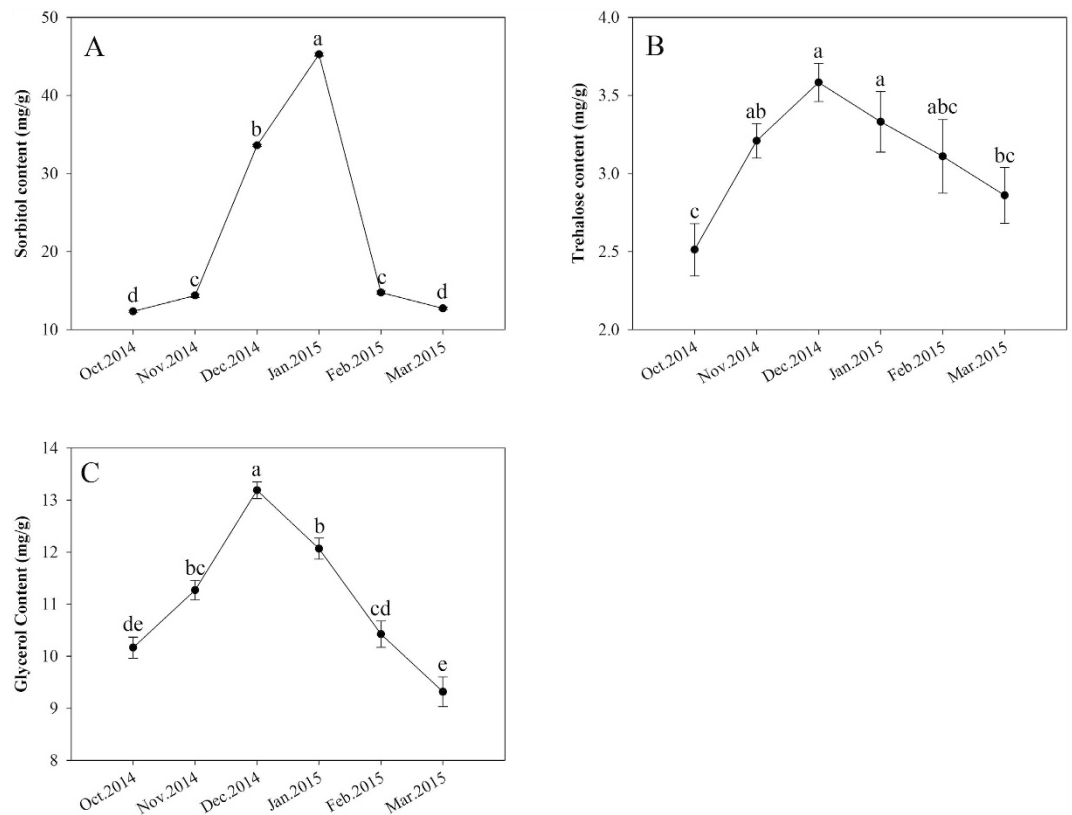 A
Sorbitol content (mg/g)
50
40
30
20
10
d
c
b
a
c
d
Oct.2014
Nov.2014
Dec.2014
Jan.2015
Feb.2015
Mar.2015
B
Trehalose content (mg/g)
4.0
3.5
3.0
2.5
2.0
c
ab
a
a
abc
bc
Oct.2014
Nov.2014
Dec.2014
Jan.2015
Feb.2015
Mar.2015
C
Glycerol Content (mg/g)
14
13
12
11
10
9
8
de
bc
a
b
cd
e
Oct.2014
Nov.2014
Dec.2014
Jan.2015
Feb.2015
Mar.2015